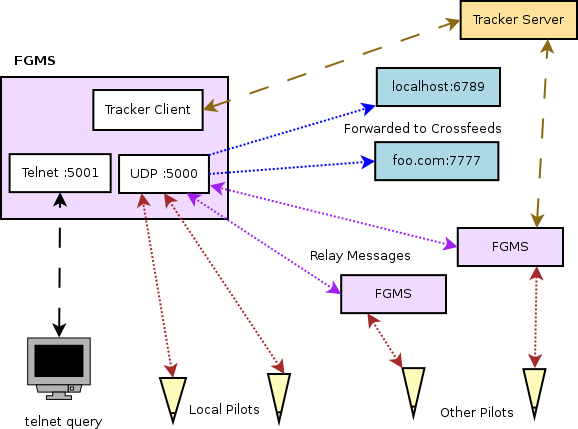 Tracker Server
FGMS
localhost:6789
Tracker Client
Forwarded to Crossfeeds
foo.com:7777
Telnet :5001
UDP :5000
FGMS
Relay Messages
FGMS
Local Pilots
Other Pilots
telnet query